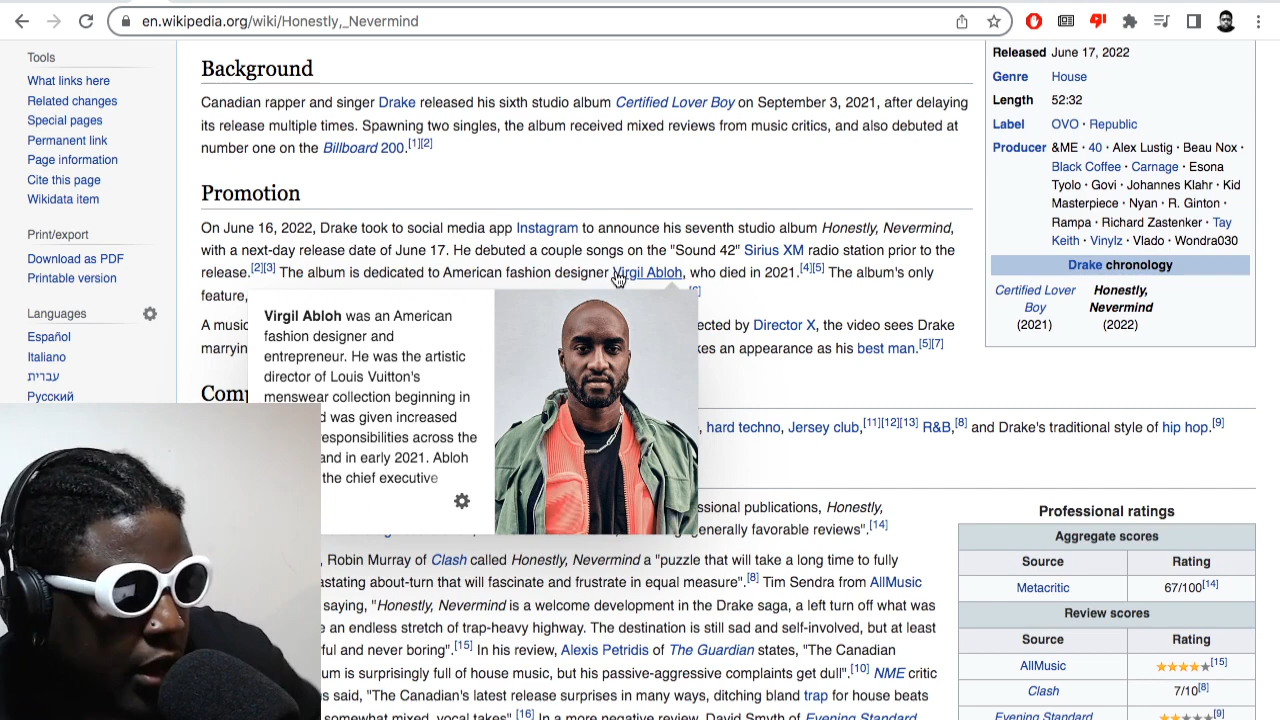 en.wikipedia.org/wiki/Honestly,_Nevermind
Tools
What links here
Related changes
Special pages
Permanent link
Page information
Cite this page
Wikidata item
Print/export
Download as PDF
Printable version
Languages
Español
Italiano
עברית
Русский
Background
Canadian rapper and singer Drake released his sixth studio album Certified Lover Boy on September 3, 2021, after delaying
its release multiple times. Spawning two singles, the album received mixed reviews from music critics, and also debuted at
number one on the Billboard 200.[1][2]
Promotion
On June 16, 2022, Drake took to social media app Instagram to announce his seventh studio album Honestly, Nevermind,
with a next-day release date of June 17. He debuted a couple songs on the "Sound 42" Sirius XM radio station prior to the
release.[2][3] The album is dedicated to American fashion designer Virgil Abloh, who died in 2021.[4][5] The album's only
feature,
[6]
A music
ected by Director X, the video sees Drake
marryin
kes an appearance as his best man.[5][7]
Virgil Abloh was an American
fashion designer and
entrepreneur. He was the artistic
director of Louis Vuitton's
menswear collection beginning in
d was given increased
responsibilities across the
and in early 2021. Abloh
the chief executive
Comp
, hard techno, Jersey club,[11][12][13] R&B,[8] and Drake's traditional style of hip hop.[9]
ssional publications, Honestly,
generally favorable reviews".[14]
, Robin Murray of Clash called Honestly, Nevermind a "puzzle that will take a long time to fully
astating about-turn that will fascinate and frustrate in equal measure".[8] Tim Sendra from AllMusic
saying, "Honestly, Nevermind is a welcome development in the Drake saga, a left turn off what was
e an endless stretch of trap-heavy highway. The destination is still sad and self-involved, but at least
ful and never boring".[15] In his review, Alexis Petridis of The Guardian states, "The Canadian
um is surprisingly full of house music, but his passive-aggressive complaints get dull".[10] NME critic
s said, "The Canadian's latest release surprises in many ways, ditching bland trap for house beats
somewhat mixed, vocal takes".[16] In a more negative review, David Smyth of Evening Standard
Released June 17, 2022
Genre House
Length 52:32
Label OVO · Republic
Producer &ME · 40 · Alex Lustig · Beau Nox ·
Black Coffee · Carnage · Esona
Tyolo · Govi · Johannes Klahr · Kid
Masterpiece · Nyan · R. Ginton ·
Rampa · Richard Zastenker · Tay
Keith · Vinylz · Vlado · Wondra030
Drake chronology
Certified Lover
Boy
(2021)
Honestly,
Nevermind
(2022)
Professional ratings
Aggregate scores
Source Rating
Metacritic 67/100[14]
Review scores
Source Rating
AllMusic ★★★★★[15]
Clash 7/10[8]
Evening Standard ★★★★★[9]